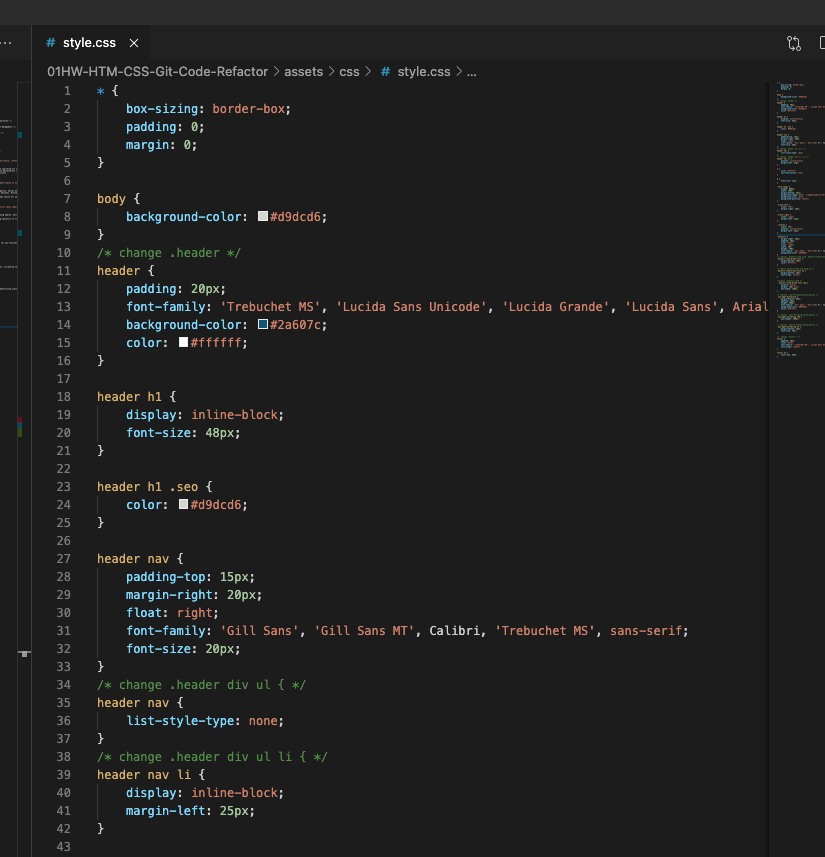 # style.css ×
01HW-HTM-CSS-Git-Code-Refactor > assets > css > # style.css > ...
1 * {
2     box-sizing: border-box;
3     padding: 0;
4     margin: 0;
5 }
6
7 body {
8     background-color: #d9dcd6;
9 }
10 /* change .header */
11 header {
12     padding: 20px;
13     font-family: 'Trebuchet MS', 'Lucida Sans Unicode', 'Lucida Grande', 'Lucida Sans', Arial
14     background-color: #2a607c;
15     color: #ffffff;
16 }
17
18 header h1 {
19     display: inline-block;
20     font-size: 48px;
21 }
22
23 header h1 .seo {
24     color: #d9dcd6;
25 }
26
27 header nav {
28     padding-top: 15px;
29     margin-right: 20px;
30     float: right;
31     font-family: 'Gill Sans', 'Gill Sans MT', Calibri, 'Trebuchet MS', sans-serif;
32     font-size: 20px;
33 }
34 /* change .header div ul { */
35 header nav {
36     list-style-type: none;
37 }
38 /* change .header div ul li { */
39 header nav li {
40     display: inline-block;
41     margin-left: 25px;
42 }
43